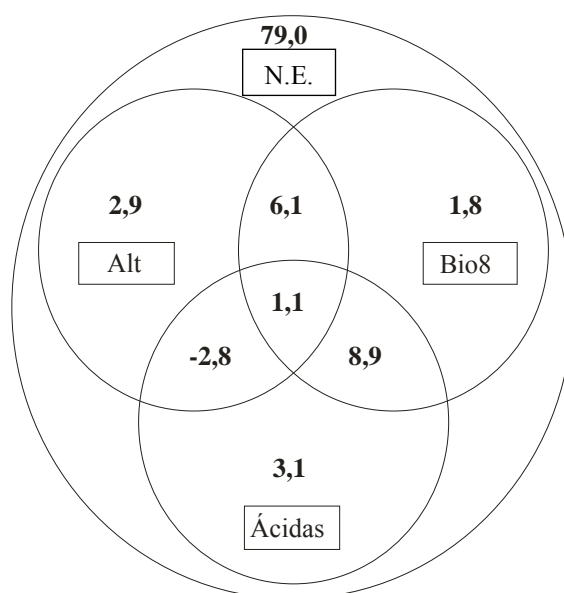 79,0
N.E.
2,9
6,1
1,8
Alt
Bio8
1,1
-2,8
8,9
3,1
Ácidas